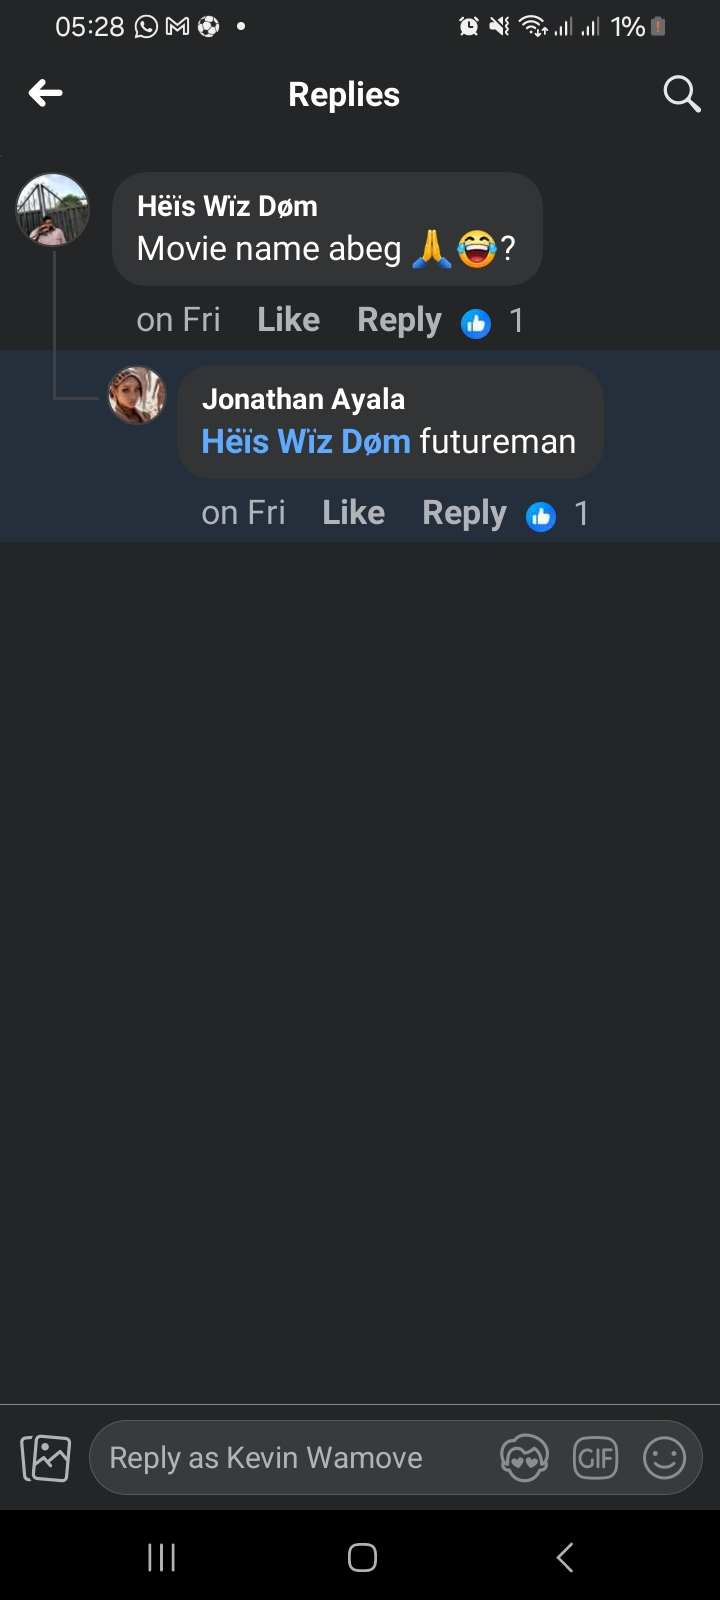 05:28 1%
Replies
Hëïs Wïz Døm
Movie name abeg 🙏😂?
on Fri Like Reply 1
Jonathan Ayala
Hëïs Wïz Døm futureman
on Fri Like Reply 1
Reply as Kevin Wamove GIF